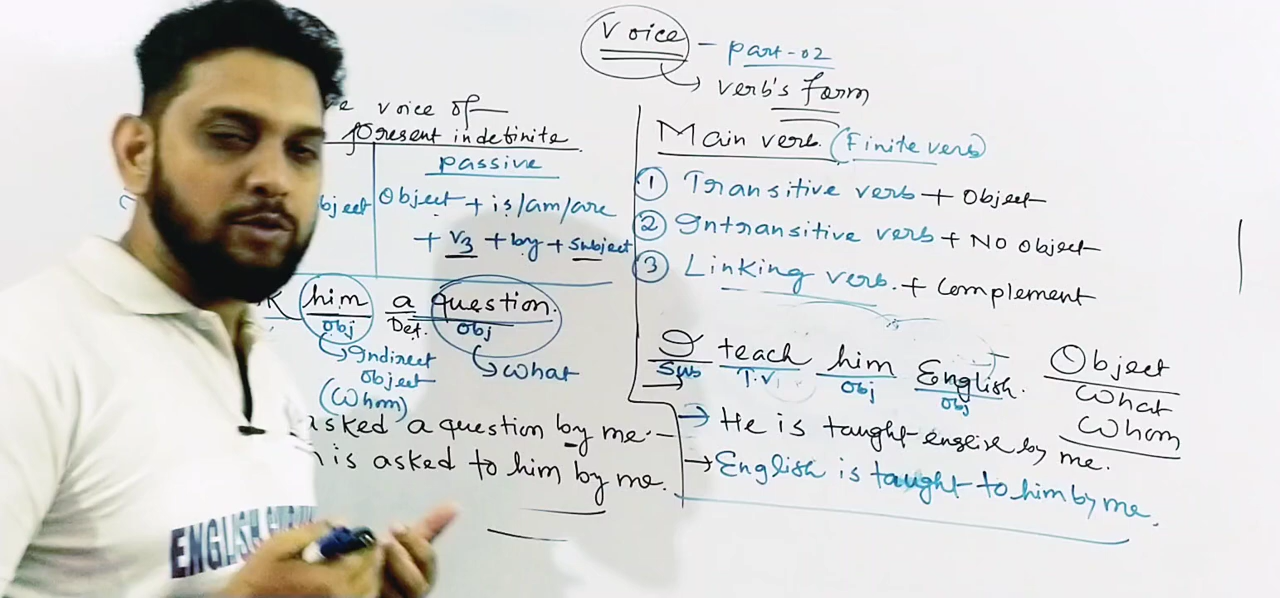 Voice - part-02
verb's form
voice of
present indefinite
passive
Object + is/am/are
+ v3 + by + subject
him a question.
Obj Det. Obj
Indirect object
(Whom)
What
asked a question by me.
is asked to him by me.
Main verb. (Finite verb)
① Transitive verb + Object
② Intransitive verb + No object
③ Linking verb. + Complement
I teach him English.
Sub T.V. Obj Obj
Object
What
Whom
→ He is taught englise by me.
→ English is taught to him by me.
ENGLISH